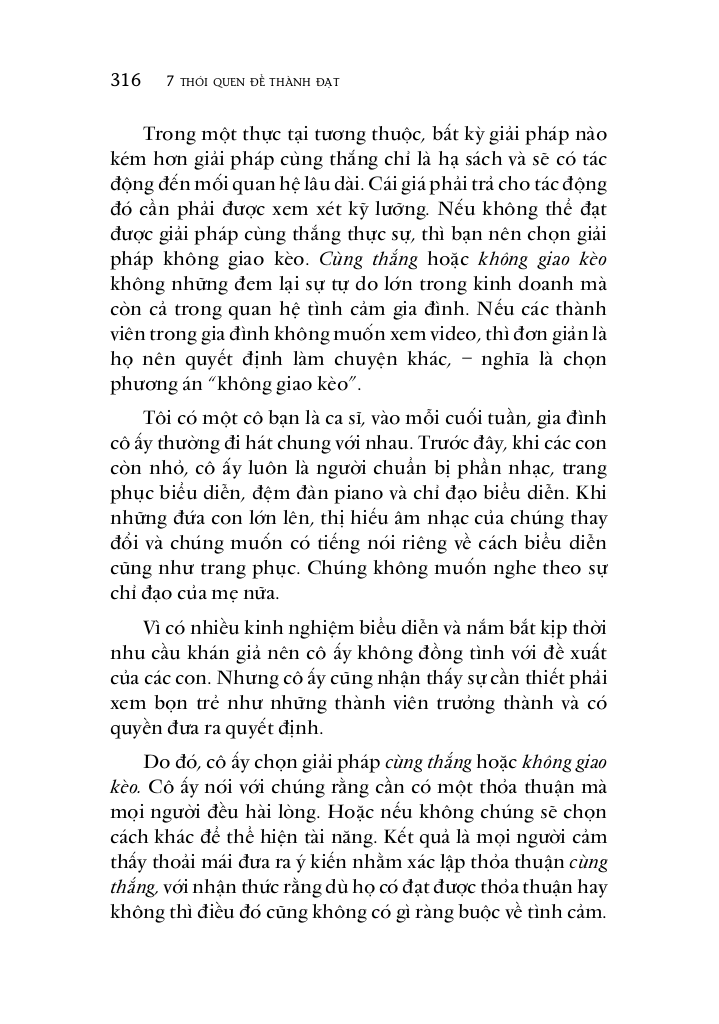 316 7 THÓI QUEN ĐỂ THÀNH ĐẠT
Trong một thực tại tương thuộc, bất kỳ giải pháp nào
kém hơn giải pháp cùng thắng chỉ là hạ sách và sẽ có tác
động đến mối quan hệ lâu dài. Cái giá phải trả cho tác động
đó cần phải được xem xét kỹ lưỡng. Nếu không thể đạt
được giải pháp cùng thắng thực sự, thì bạn nên chọn giải
pháp không giao kèo. Cùng thắng hoặc không giao kèo
không những đem lại sự tự do lớn trong kinh doanh mà
còn cả trong quan hệ tình cảm gia đình. Nếu các thành
viên trong gia đình không muốn xem video, thì đơn giản là
họ nên quyết định làm chuyện khác, – nghĩa là chọn
phương án “không giao kèo”.
Tôi có một cô bạn là ca sĩ, vào mỗi cuối tuần, gia đình
cô ấy thường đi hát chung với nhau. Trước đây, khi các con
còn nhỏ, cô ấy luôn là người chuẩn bị phần nhạc, trang
phục biểu diễn, đệm đàn piano và chỉ đạo biểu diễn. Khi
những đứa con lớn lên, thị hiếu âm nhạc của chúng thay
đổi và chúng muốn có tiếng nói riêng về cách biểu diễn
cũng như trang phục. Chúng không muốn nghe theo sự
chỉ đạo của mẹ nữa.
Vì có nhiều kinh nghiệm biểu diễn và nắm bắt kịp thời
nhu cầu khán giả nên cô ấy không đồng tình với đề xuất
của các con. Nhưng cô ấy cũng nhận thấy sự cần thiết phải
xem bọn trẻ như những thành viên trưởng thành và có
quyền đưa ra quyết định.
Do đó, cô ấy chọn giải pháp cùng thắng hoặc không giao
kèo. Cô ấy nói với chúng rằng cần có một thỏa thuận mà
mọi người đều hài lòng. Hoặc nếu không chúng sẽ chọn
cách khác để thể hiện tài năng. Kết quả là mọi người cảm
thấy thoải mái đưa ra ý kiến nhằm xác lập thỏa thuận cùng
thắng, với nhận thức rằng dù họ có đạt được thỏa thuận hay
không thì điều đó cũng không có gì ràng buộc về tình cảm.